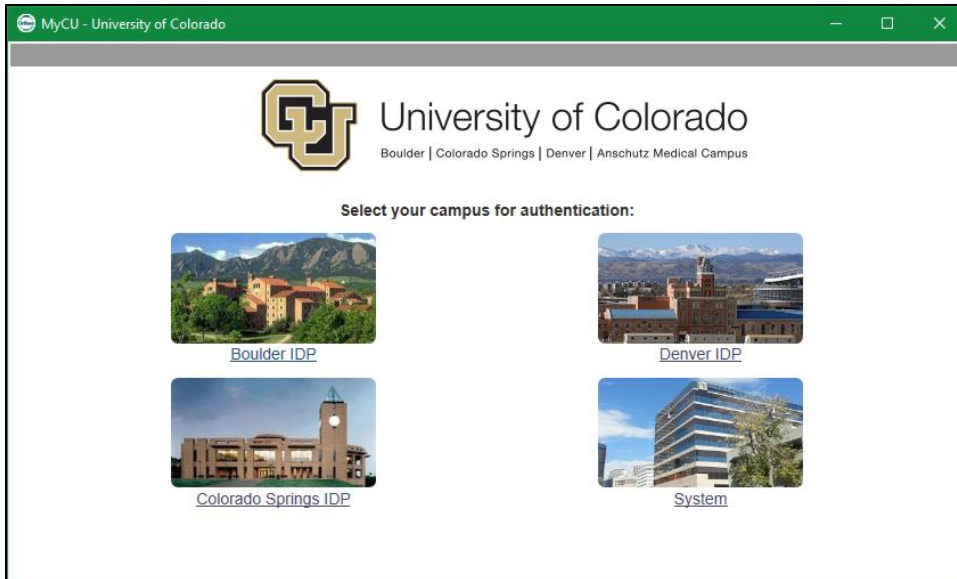 MyCU - University of Colorado
CU
University of Colorado
Boulder | Colorado Springs | Denver | Anschutz Medical Campus
Select your campus for authentication:
Boulder IDP
Denver IDP
Colorado Springs IDP
System